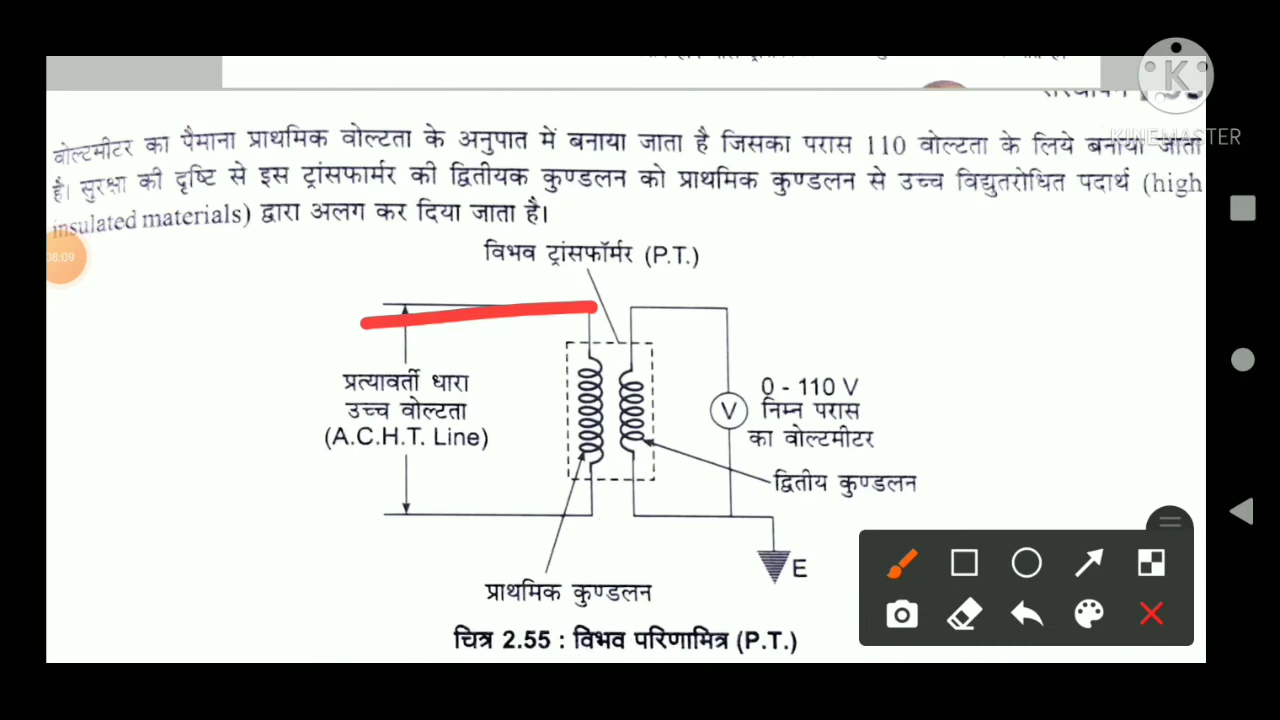 वोल्टमीटर का पैमाना प्राथमिक वोल्टता के अनुपात में बनाया जाता है जिसका परास 110 वोल्टता के लिये बनाया जाता
है। सुरक्षा की दृष्टि से इस ट्रांसफार्मर की द्वितीयक कुण्डलन को प्राथमिक कुण्डलन से उच्च विद्युतरोधित पदार्थ (high
insulated materials) द्वारा अलग कर दिया जाता है।
K
KINEMASTER
06:09
विभव ट्रांसफॉर्मर (P.T.)
प्रत्यावर्ती धारा
उच्च वोल्टता
(A.C.H.T. Line)
V
0 - 110 V
निम्न परास
का वोल्टमीटर
द्वितीय कुण्डलन
E
प्राथमिक कुण्डलन
चित्र 2.55 : विभव परिणामित्र (P.T.)